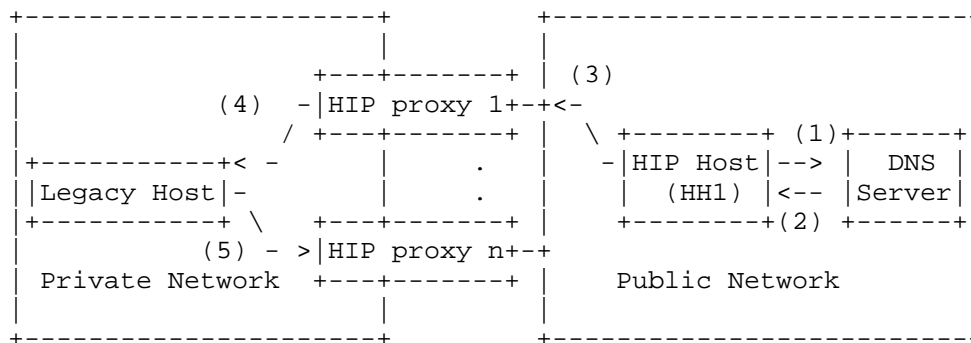 (3)
(4) HIP proxy 1
(1)
HIP Host --> DNS
Legacy Host (HH1) <-- Server
(2)
(5) HIP proxy n
Private Network Public Network